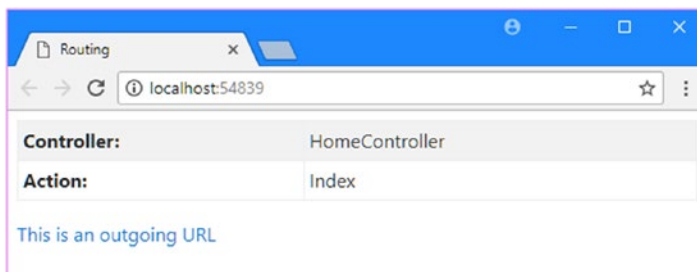 Routing
localhost:54839
Controller: HomeController
Action: Index
This is an outgoing URL